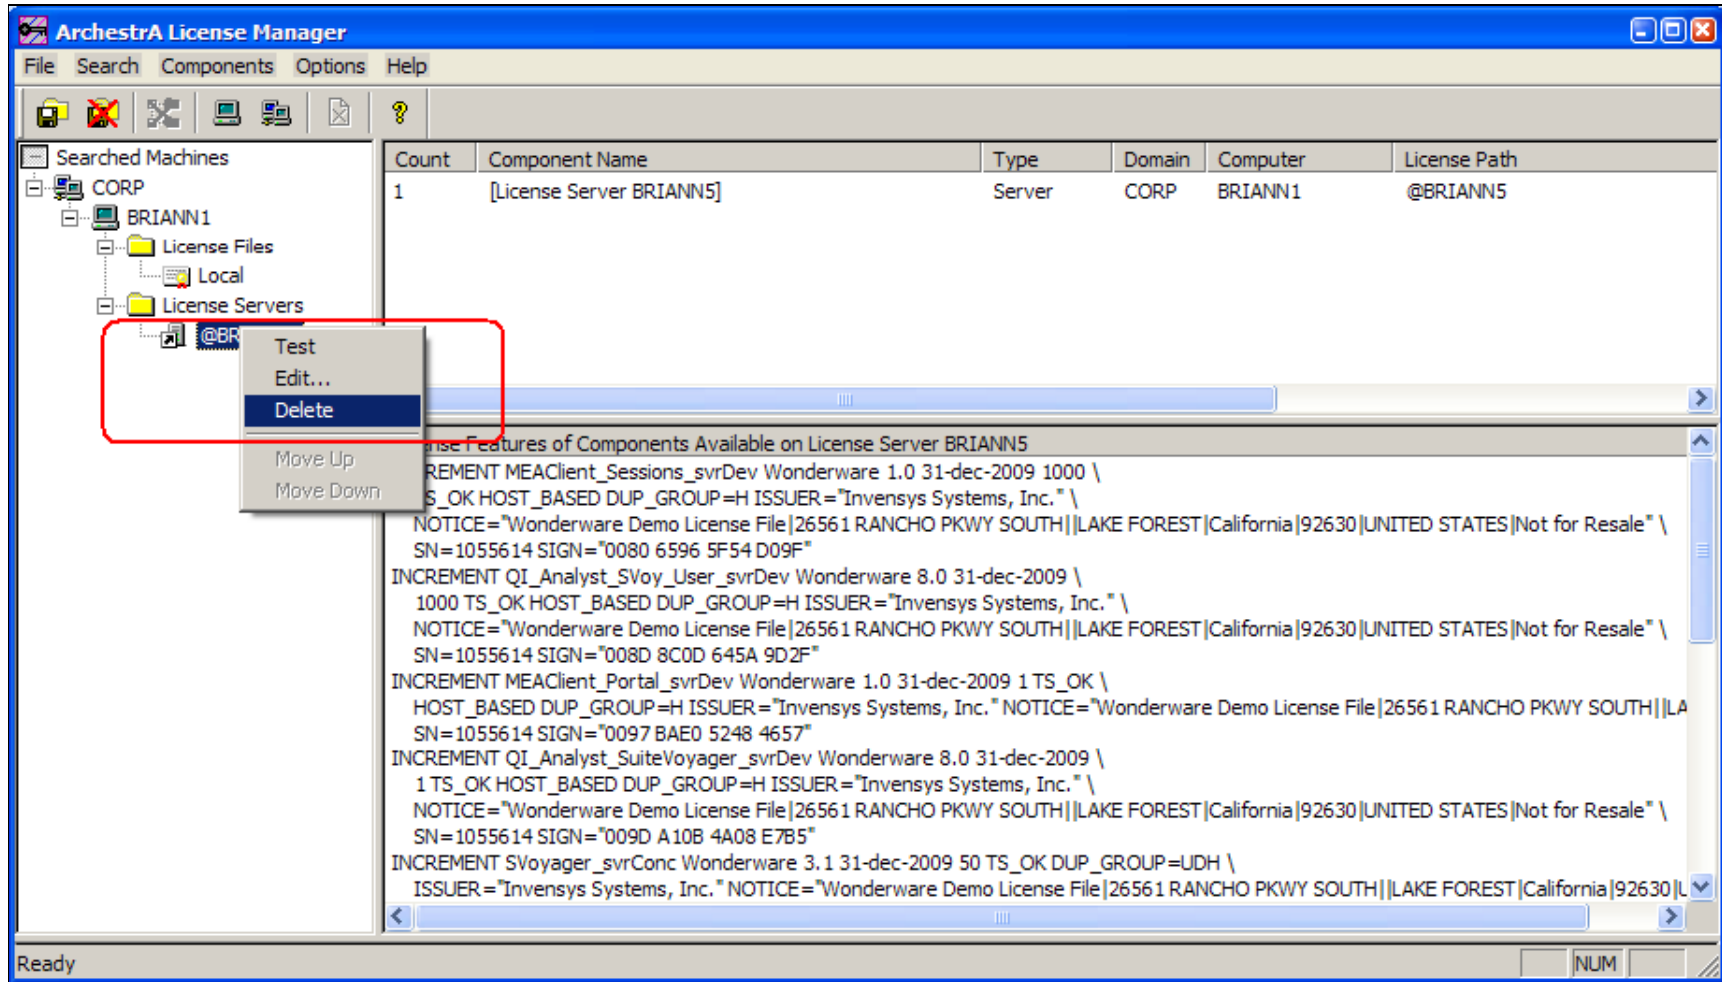 ArchestrA License Manager
File Search Components Options Help
Searched Machines
CORP
BRIANN1
License Files
Local
License Servers
@BR
Test
Edit...
Delete
Move Up
Move Down
Count Component Name Type Domain Computer License Path
1 [License Server BRIANN5] Server CORP BRIANN1 @BRIANN5
Features of Components Available on License Server BRIANN5
REMENT MEAClient_Sessions_svrDev Wonderware 1.0 31-dec-2009 1000 \
S_OK HOST_BASED DUP_GROUP=H ISSUER="Invensys Systems, Inc." \
NOTICE="Wonderware Demo License File|26561 RANCHO PKWY SOUTH||LAKE FOREST|California|92630|UNITED STATES|Not for Resale" \
SN=1055614 SIGN="0080 6596 5F54 D09F"
INCREMENT QI_Analyst_SVoy_User_svrDev Wonderware 8.0 31-dec-2009 \
1000 TS_OK HOST_BASED DUP_GROUP=H ISSUER="Invensys Systems, Inc." \
NOTICE="Wonderware Demo License File|26561 RANCHO PKWY SOUTH||LAKE FOREST|California|92630|UNITED STATES|Not for Resale" \
SN=1055614 SIGN="008D 8C0D 645A 9D2F"
INCREMENT MEAClient_Portal_svrDev Wonderware 1.0 31-dec-2009 1 TS_OK \
HOST_BASED DUP_GROUP=H ISSUER="Invensys Systems, Inc." NOTICE="Wonderware Demo License File|26561 RANCHO PKWY SOUTH||LA
SN=1055614 SIGN="0097 BAE0 5248 4657"
INCREMENT QI_Analyst_SuiteVoyager_svrDev Wonderware 8.0 31-dec-2009 \
1 TS_OK HOST_BASED DUP_GROUP=H ISSUER="Invensys Systems, Inc." \
NOTICE="Wonderware Demo License File|26561 RANCHO PKWY SOUTH||LAKE FOREST|California|92630|UNITED STATES|Not for Resale" \
SN=1055614 SIGN="009D A10B 4A08 E7B5"
INCREMENT SVoyager_svrConc Wonderware 3.1 31-dec-2009 50 TS_OK DUP_GROUP=UDH \
ISSUER="Invensys Systems, Inc." NOTICE="Wonderware Demo License File|26561 RANCHO PKWY SOUTH||LAKE FOREST|California|92630|
Ready
NUM